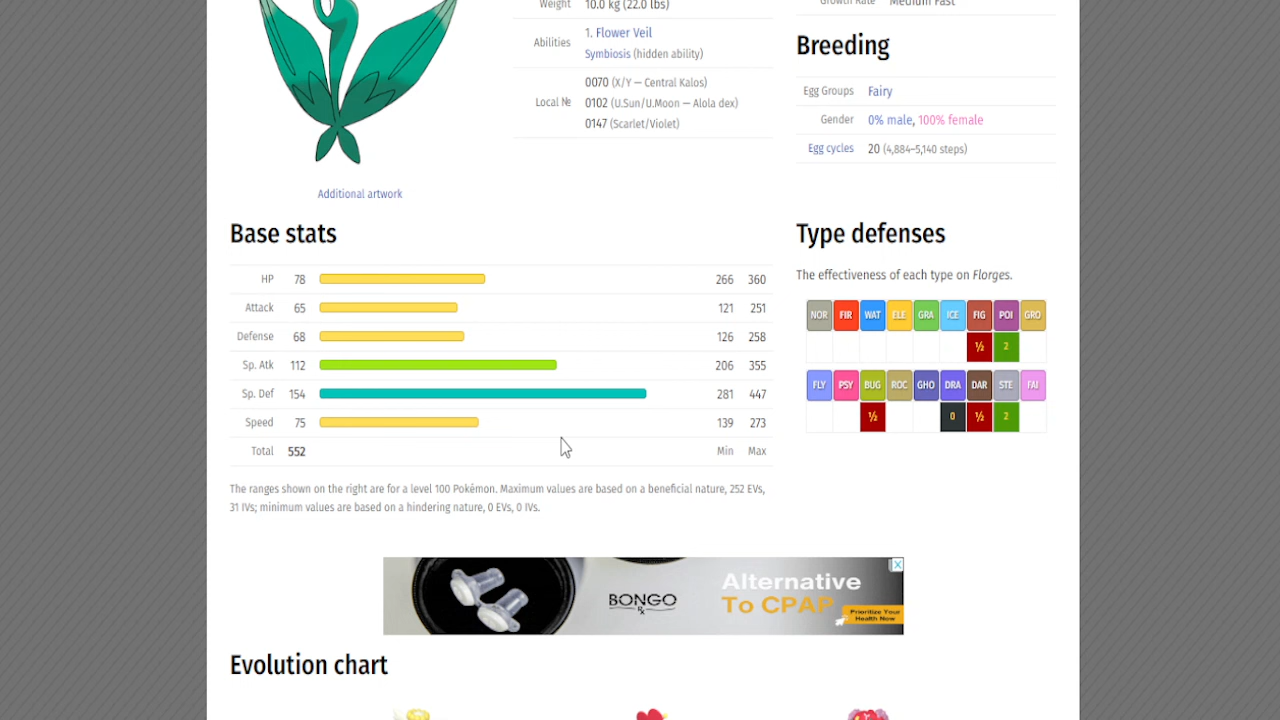 Weight 10.0 kg (22.0 lbs)
Abilities 1. Flower Veil
Symbiosis (hidden ability)
Local № 0070 (X/Y — Central Kalos)
0102 (U.Sun/U.Moon — Alola dex)
0147 (Scarlet/Violet)
Growth Rate Medium Fast
Breeding
Egg Groups Fairy
Gender 0% male, 100% female
Egg cycles 20 (4,884–5,140 steps)
Additional artwork
Base stats
HP 78 266 360
Attack 65 121 251
Defense 68 126 258
Sp. Atk 112 206 355
Sp. Def 154 281 447
Speed 75 139 273
Total 552 Min Max
The ranges shown on the right are for a level 100 Pokémon. Maximum values are based on a beneficial nature, 252 EVs,
31 IVs; minimum values are based on a hindering nature, 0 EVs, 0 IVs.
Type defenses
The effectiveness of each type on Florges.
NOR FIR WAT ELE GRA ICE FIG POI GRO
½ 2
FLY PSY BUG ROC GHO DRA DAR STE FAI
½ 0 ½ 2
BONGO
Rx
Alternative
To CPAP
Prioritize Your
Health Now
Evolution chart